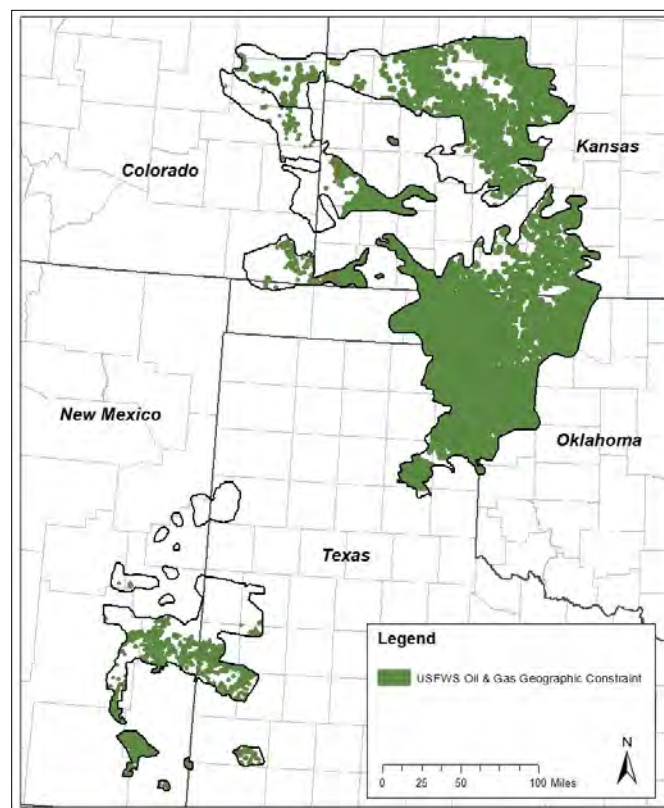 Colorado
Kansas
New Mexico
Oklahoma
Texas
Legend
USFWS Oil & Gas Geographic Constraint
N
0 25 50 100 Miles